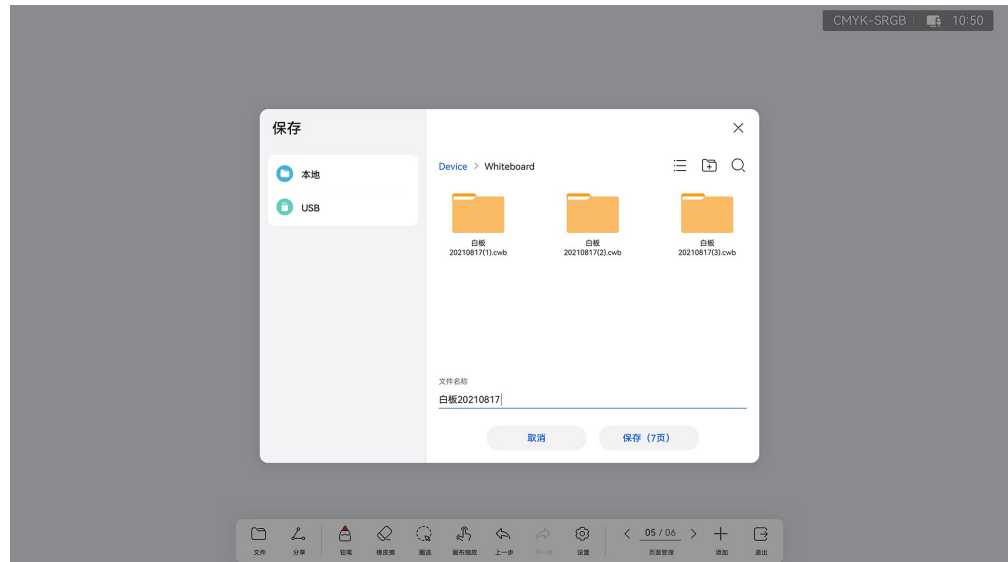 CMYK-SRGB 10:50
保存
本地
USB
Device > Whiteboard
白板
20210817(1).cwb
白板
20210817(2).cwb
白板
20210817(3).cwb
文件名称
白板20210817
取消
保存（7页）
文件
分享
铅笔
橡皮擦
圈选
画布缩放
上一步
下一步
设置
05 / 06
页面管理
添加
退出